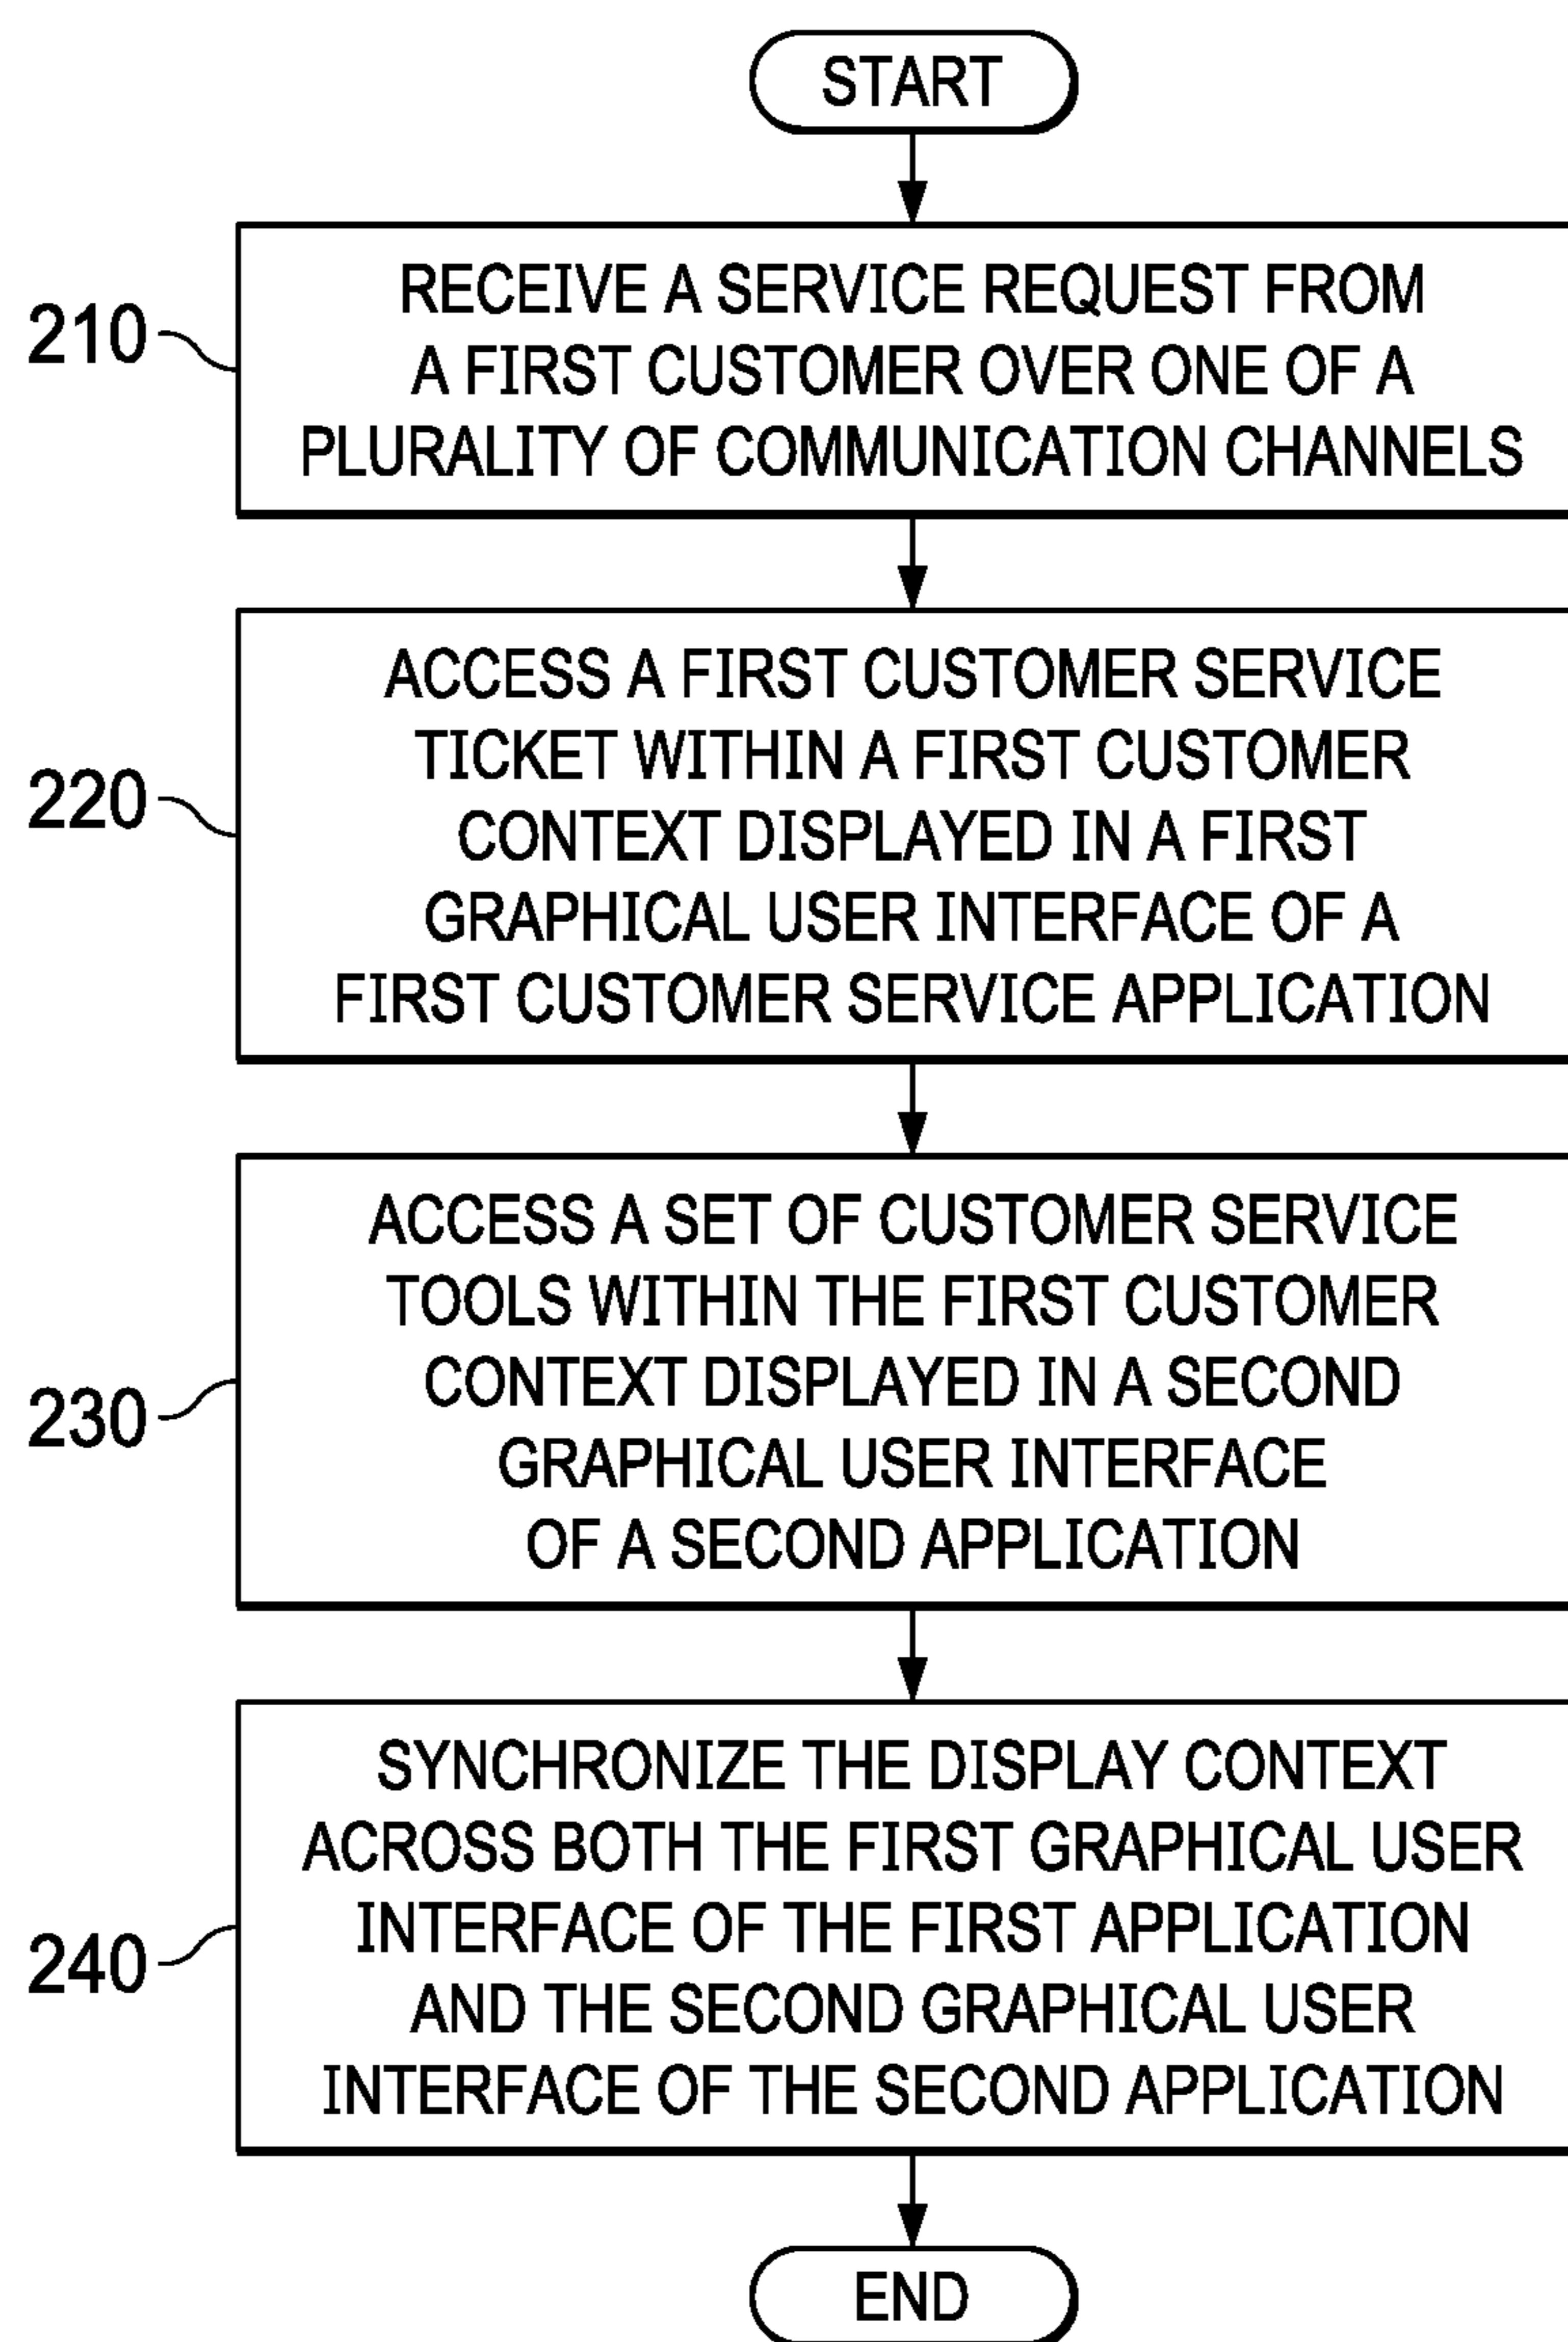 START
210
RECEIVE A SERVICE REQUEST FROM
A FIRST CUSTOMER OVER ONE OF A
PLURALITY OF COMMUNICATION CHANNELS
220
ACCESS A FIRST CUSTOMER SERVICE
TICKET WITHIN A FIRST CUSTOMER
CONTEXT DISPLAYED IN A FIRST
GRAPHICAL USER INTERFACE OF A
FIRST CUSTOMER SERVICE APPLICATION
230
ACCESS A SET OF CUSTOMER SERVICE
TOOLS WITHIN THE FIRST CUSTOMER
CONTEXT DISPLAYED IN A SECOND
GRAPHICAL USER INTERFACE
OF A SECOND APPLICATION
240
SYNCHRONIZE THE DISPLAY CONTEXT
ACROSS BOTH THE FIRST GRAPHICAL USER
INTERFACE OF THE FIRST APPLICATION
AND THE SECOND GRAPHICAL USER
INTERFACE OF THE SECOND APPLICATION
END